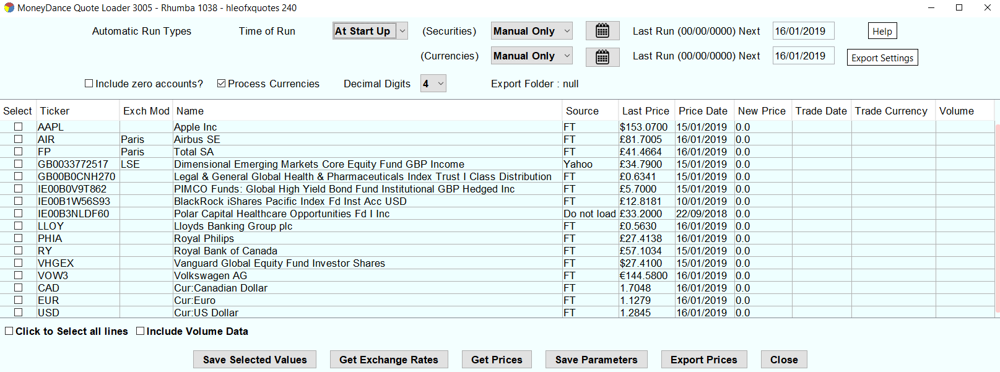 MoneyDance Quote Loader 3005 - Rhumba 1038 - hleofxquotes 240
Automatic Run Types Time of Run At Start Up (Securities) Manual Only Last Run (00/00/0000) Next 16/01/2019 Help
(Currencies) Manual Only Last Run (00/00/0000) Next 16/01/2019 Export Settings
Include zero accounts? Process Currencies Decimal Digits 4 Export Folder : null
Select Ticker Exch Mod Name Source Last Price Price Date New Price Trade Date Trade Currency Volume
AAPL Apple Inc FT $153.0700 15/01/2019 0.0
AIR Paris Airbus SE FT £81.7005 16/01/2019 0.0
FP Paris Total SA FT £41.4664 16/01/2019 0.0
GB0033772517 LSE Dimensional Emerging Markets Core Equity Fund GBP Income Yahoo £34.7900 15/01/2019 0.0
GB00B0CNH270 Legal & General Global Health & Pharmaceuticals Index Trust I Class Distribution FT £0.6341 15/01/2019 0.0
IE00B0V9T862 PIMCO Funds: Global High Yield Bond Fund Institutional GBP Hedged Inc FT £5.7000 15/01/2019 0.0
IE00B1W56S93 BlackRock iShares Pacific Index Fd Inst Acc USD FT £12.8181 10/01/2019 0.0
IE00B3NLDF60 Polar Capital Healthcare Opportunities Fd I Inc Do not load £33.2000 22/09/2018 0.0
LLOY Lloyds Banking Group plc FT £0.5630 16/01/2019 0.0
PHIA Royal Philips FT £27.4138 16/01/2019 0.0
RY Royal Bank of Canada FT £57.1034 15/01/2019 0.0
VHGEX Vanguard Global Equity Fund Investor Shares FT $27.4100 15/01/2019 0.0
VOW3 Volkswagen AG FT €144.5800 16/01/2019 0.0
CAD Cur:Canadian Dollar FT 1.7048 16/01/2019 0.0
EUR Cur:Euro FT 1.1279 16/01/2019 0.0
USD Cur:US Dollar FT 1.2845 16/01/2019 0.0
Click to Select all lines Include Volume Data
Save Selected Values Get Exchange Rates Get Prices Save Parameters Export Prices Close